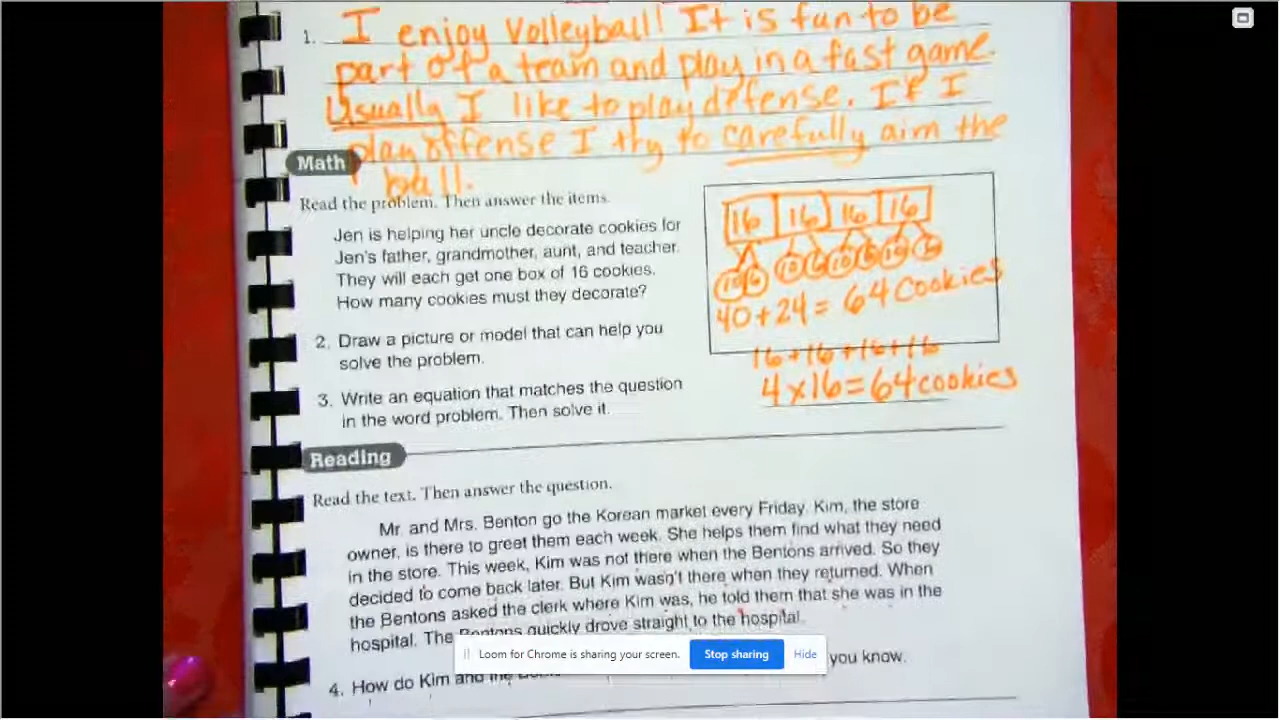 1. I enjoy Volleyball! It is fun to be
part of a team and play in a fast game.
Usually I like to play defense. If I
play offense I try to carefully aim the
ball.
Math
Read the problem. Then answer the items.
Jen is helping her uncle decorate cookies for
Jen's father, grandmother, aunt, and teacher.
They will each get one box of 16 cookies.
How many cookies must they decorate?
2. Draw a picture or model that can help you
solve the problem.
3. Write an equation that matches the question
in the word problem. Then solve it.
16 16 16 16
10 6 10 6 10 6 10 6
40 + 24 = 64 cookies
16 + 16 + 16 + 16
4 x 16 = 64 cookies
Reading
Read the text. Then answer the question.
Mr. and Mrs. Benton go the Korean market every Friday. Kim, the store
owner, is there to greet them each week. She helps them find what they need
in the store. This week, Kim was not there when the Bentons arrived. So they
decided to come back later. But Kim wasn't there when they returned. When
the Bentons asked the clerk where Kim was, he told them that she was in the
hospital. The Bentons quickly drove straight to the hospital.
Loom for Chrome is sharing your screen. Stop sharing Hide
4. How do Kim and the you know.